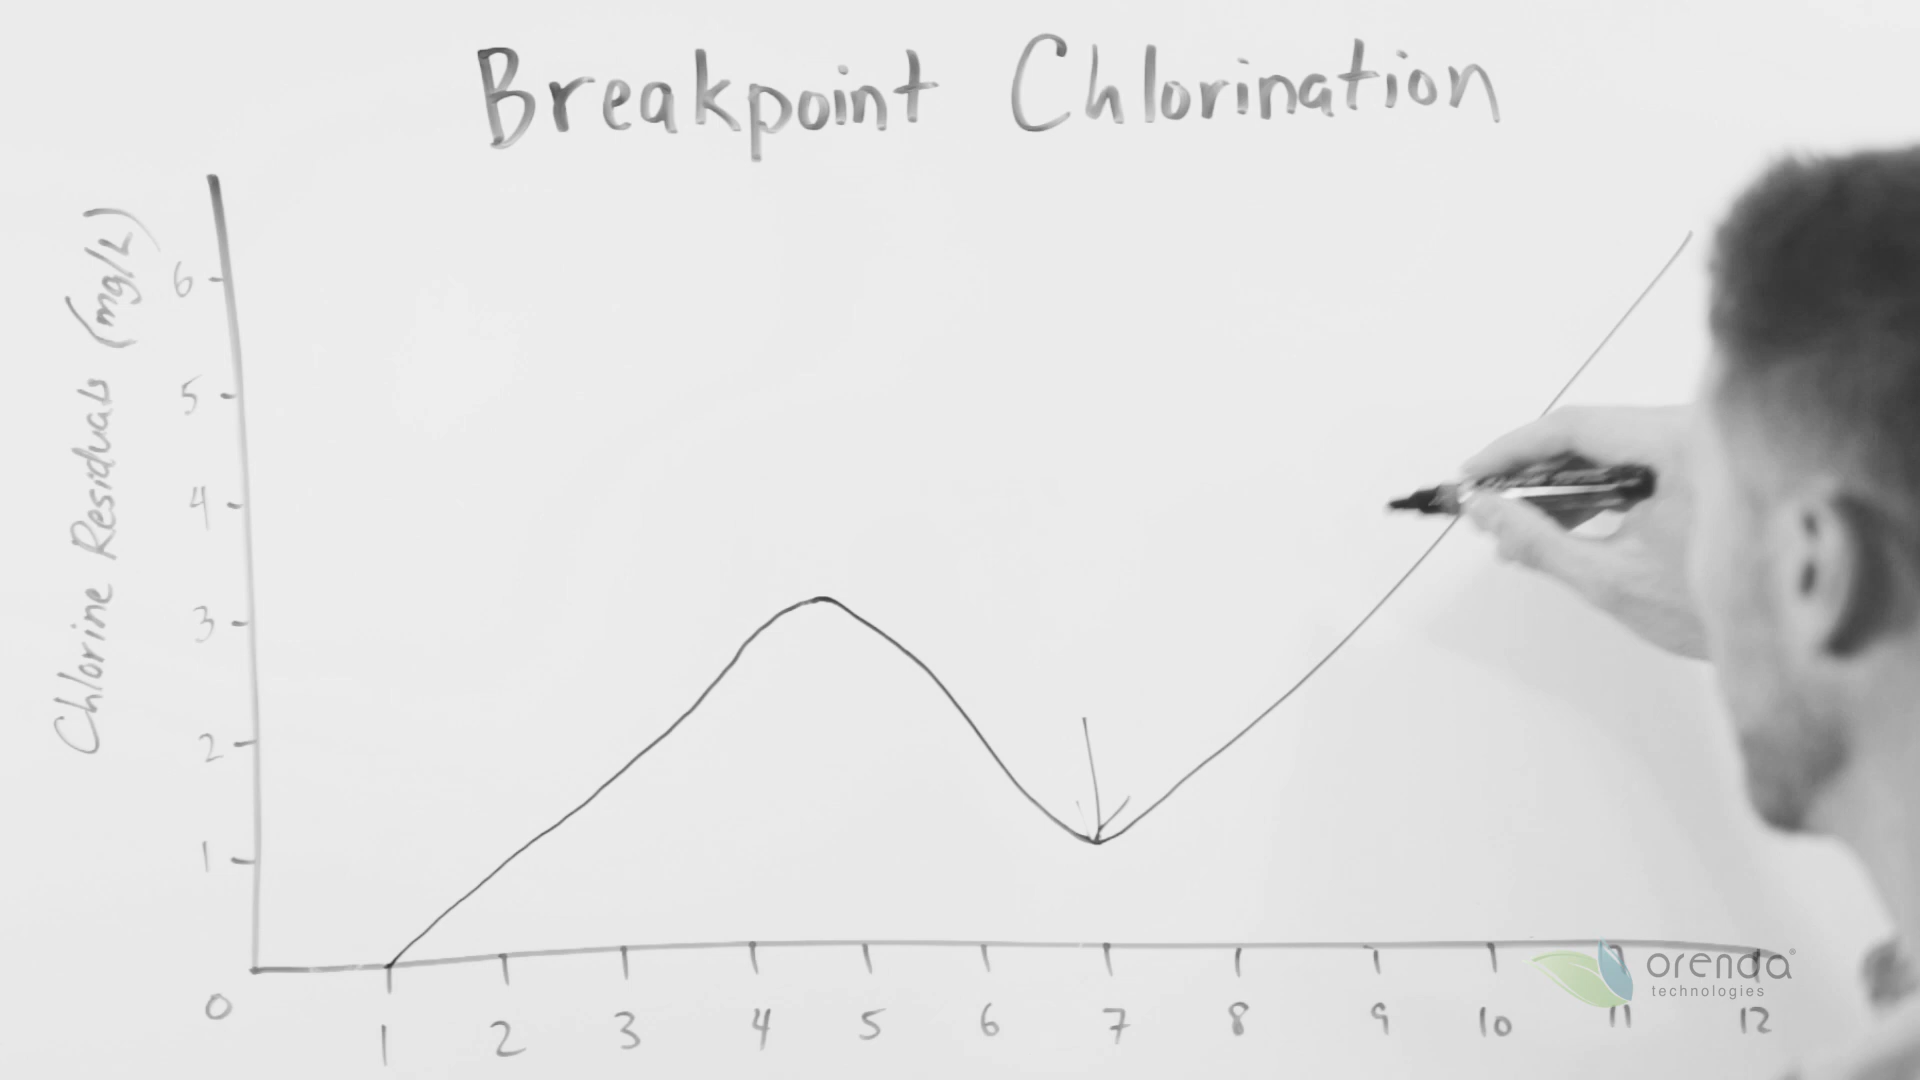 Breakpoint Chlorination
Chlorine Residuals (mg/L)
6
5
4
3
2
1
0
1 2 3 4 5 6 7 8 9 10 11 12
orenda®
technologies